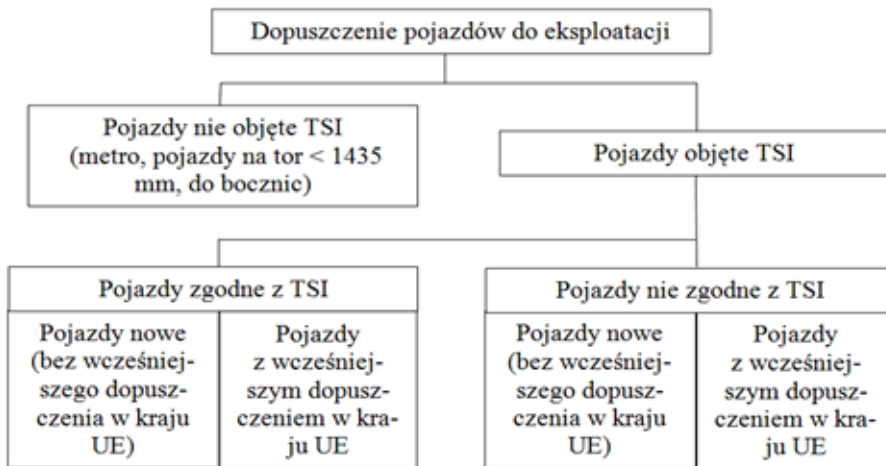 Dopuszczenie pojazdów do eksploatacji
Pojazdy nie objęte TSI
(metro, pojazdy na tor < 1435
mm, do bocznic)
Pojazdy objęte TSI
Pojazdy zgodne z TSI
Pojazdy nowe
(bez wcześniej-
szego dopusz-
czenia w kraju
UE)
Pojazdy
z wcześniej-
szym dopusz-
czeniem w kra-
ju UE
Pojazdy nie zgodne z TSI
Pojazdy nowe
(bez wcześniej-
szego dopusz-
czenia w kraju
UE)
Pojazdy
z wcześniej-
szym dopusz-
czeniem w kra-
ju UE